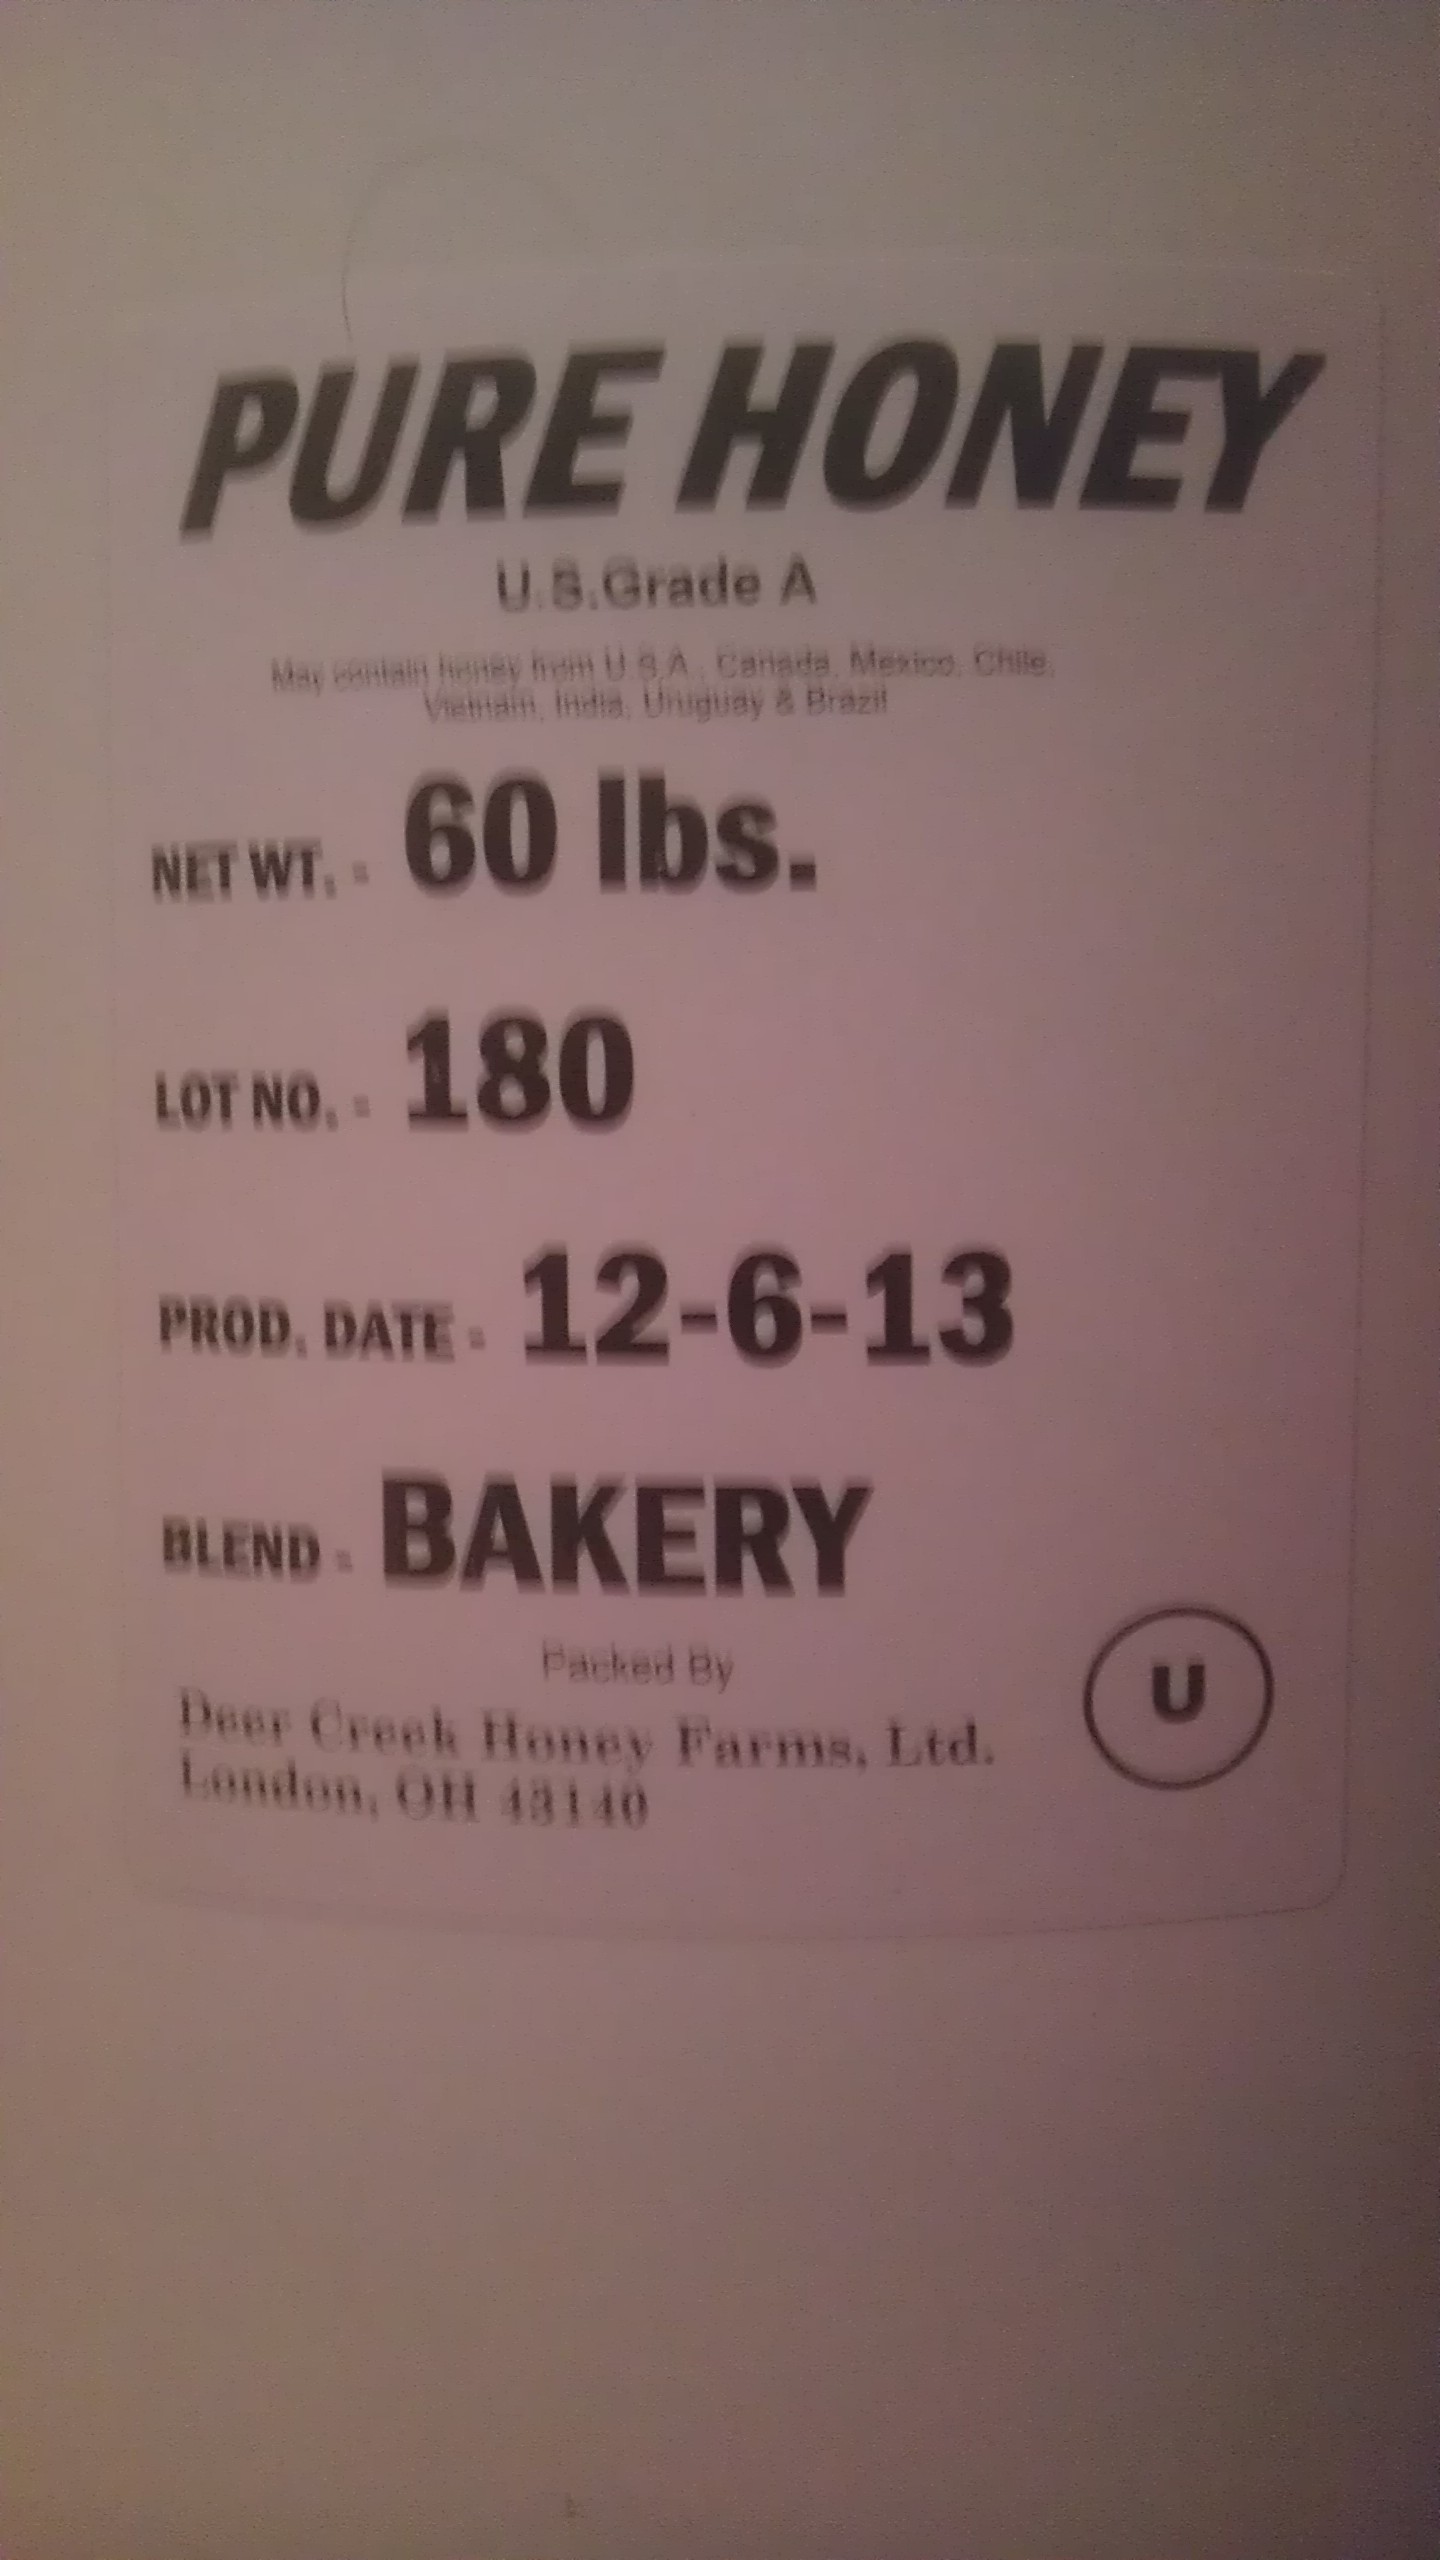 PURE HONEY
U.S.Grade A
May contain honey from U.S.A., Canada, Mexico, Chile,
Vietnam, India, Uruguay & Brazil
NET WT. = 60 lbs.
LOT NO. = 180
PROD. DATE = 12-6-13
BLEND = BAKERY
Packed By
Deer Creek Honey Farms, Ltd.
London, OH 43140
U